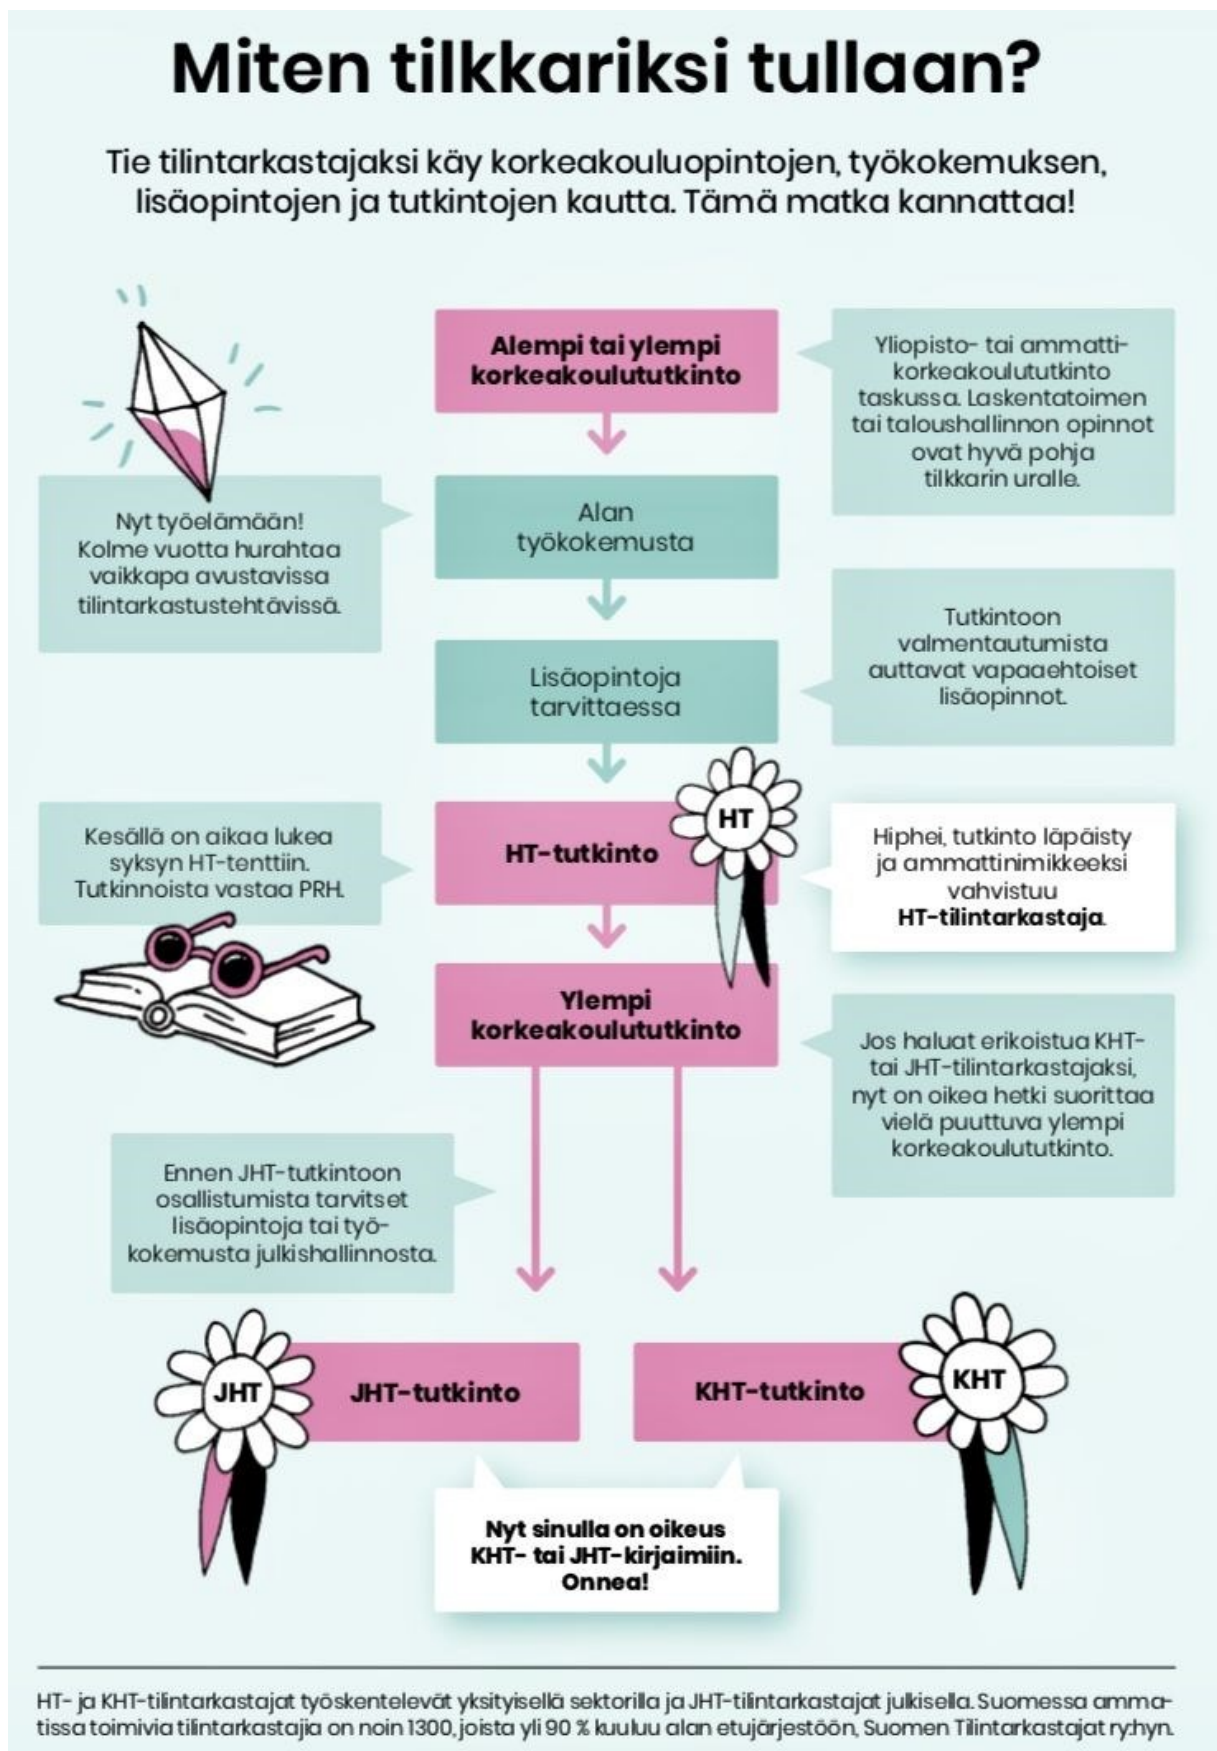 Miten tilkkariksi tullaan?
Tie tilintarkastajaksi käy korkeakouluopintojen, työkokemuksen,
lisäopintojen ja tutkintojen kautta. Tämä matka kannattaa!
Alempi tai ylempi
korkeakoulututkinto
Yliopisto- tai ammatti-
korkeakoulututkinto
taskussa. Laskentatoimen
tai taloushallinnon opinnot
ovat hyvä pohja
tilkkarin uralle.
Nyt työelämään!
Kolme vuotta hurahtaa
vaikkapa avustavissa
tilintarkastustehtävissä.
Alan
työkokemusta
Lisäopintoja
tarvittaessa
Tutkintoon
valmentautumista
auttavat vapaaehtoiset
lisäopinnot.
Kesällä on aikaa lukea
syksyn HT-tenttiin.
Tutkinnoista vastaa PRH.
HT-tutkinto
HT
Hiphei, tutkinto läpäisty
ja ammattinimikkeeksi
vahvistuu
HT-tilintarkastaja.
Ylempi
korkeakoulututkinto
Jos haluat erikoistua KHT-
tai JHT-tilintarkastajaksi,
nyt on oikea hetki suorittaa
vielä puuttuva ylempi
korkeakoulututkinto.
Ennen JHT-tutkintoon
osallistumista tarvitset
lisäopintoja tai työ-
kokemusta julkishallinnosta.
JHT
JHT-tutkinto
KHT-tutkinto
KHT
Nyt sinulla on oikeus
KHT- tai JHT-kirjaimiin.
Onnea!
HT- ja KHT-tilintarkastajat työskentelevät yksityisellä sektorilla ja JHT-tilintarkastajat julkisella. Suomessa amma-
tissa toimivia tilintarkastajia on noin 1300, joista yli 90 % kuuluu alan etujärjestöön, Suomen Tilintarkastajat ry:hyn.